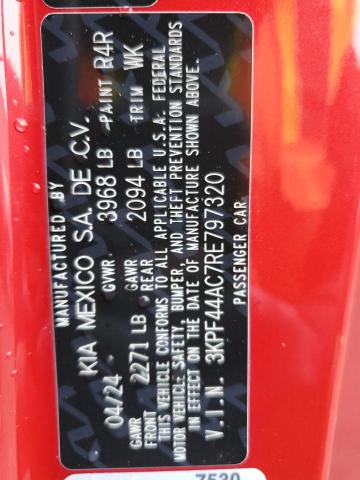 MANUFACTURED BY
KIA MEXICO S.A. DE C.V.
04/24 GVWR 3968 LB PAINT R4R
GAWR FRONT 2271 LB GAWR REAR 2094 LB TRIM WK
THIS VEHICLE CONFORMS TO ALL APPLICABLE U.S.A. FEDERAL
MOTOR VEHICLE SAFETY, BUMPER, AND THEFT PREVENTION STANDARDS
IN EFFECT ON THE DATE OF MANUFACTURE SHOWN ABOVE.
V.I.N. 3KPF44AC7RE797320
PASSENGER CAR
7530